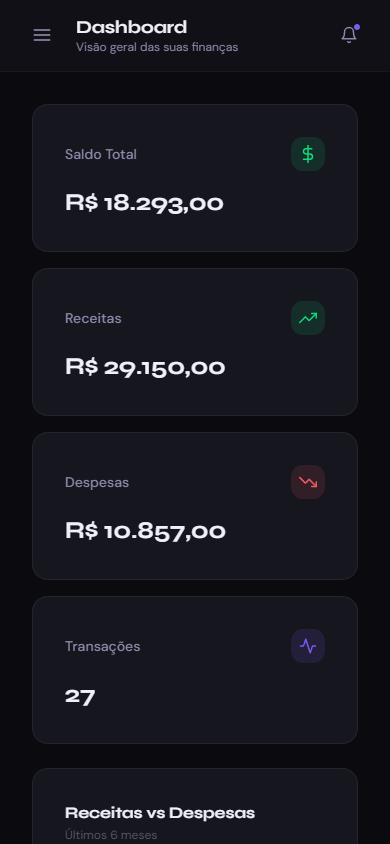 Dashboard
Visão geral das suas finanças
Saldo Total
R$ 18.293,00
Receitas
R$ 29.150,00
Despesas
R$ 10.857,00
Transações
27
Receitas vs Despesas
Últimos 6 meses